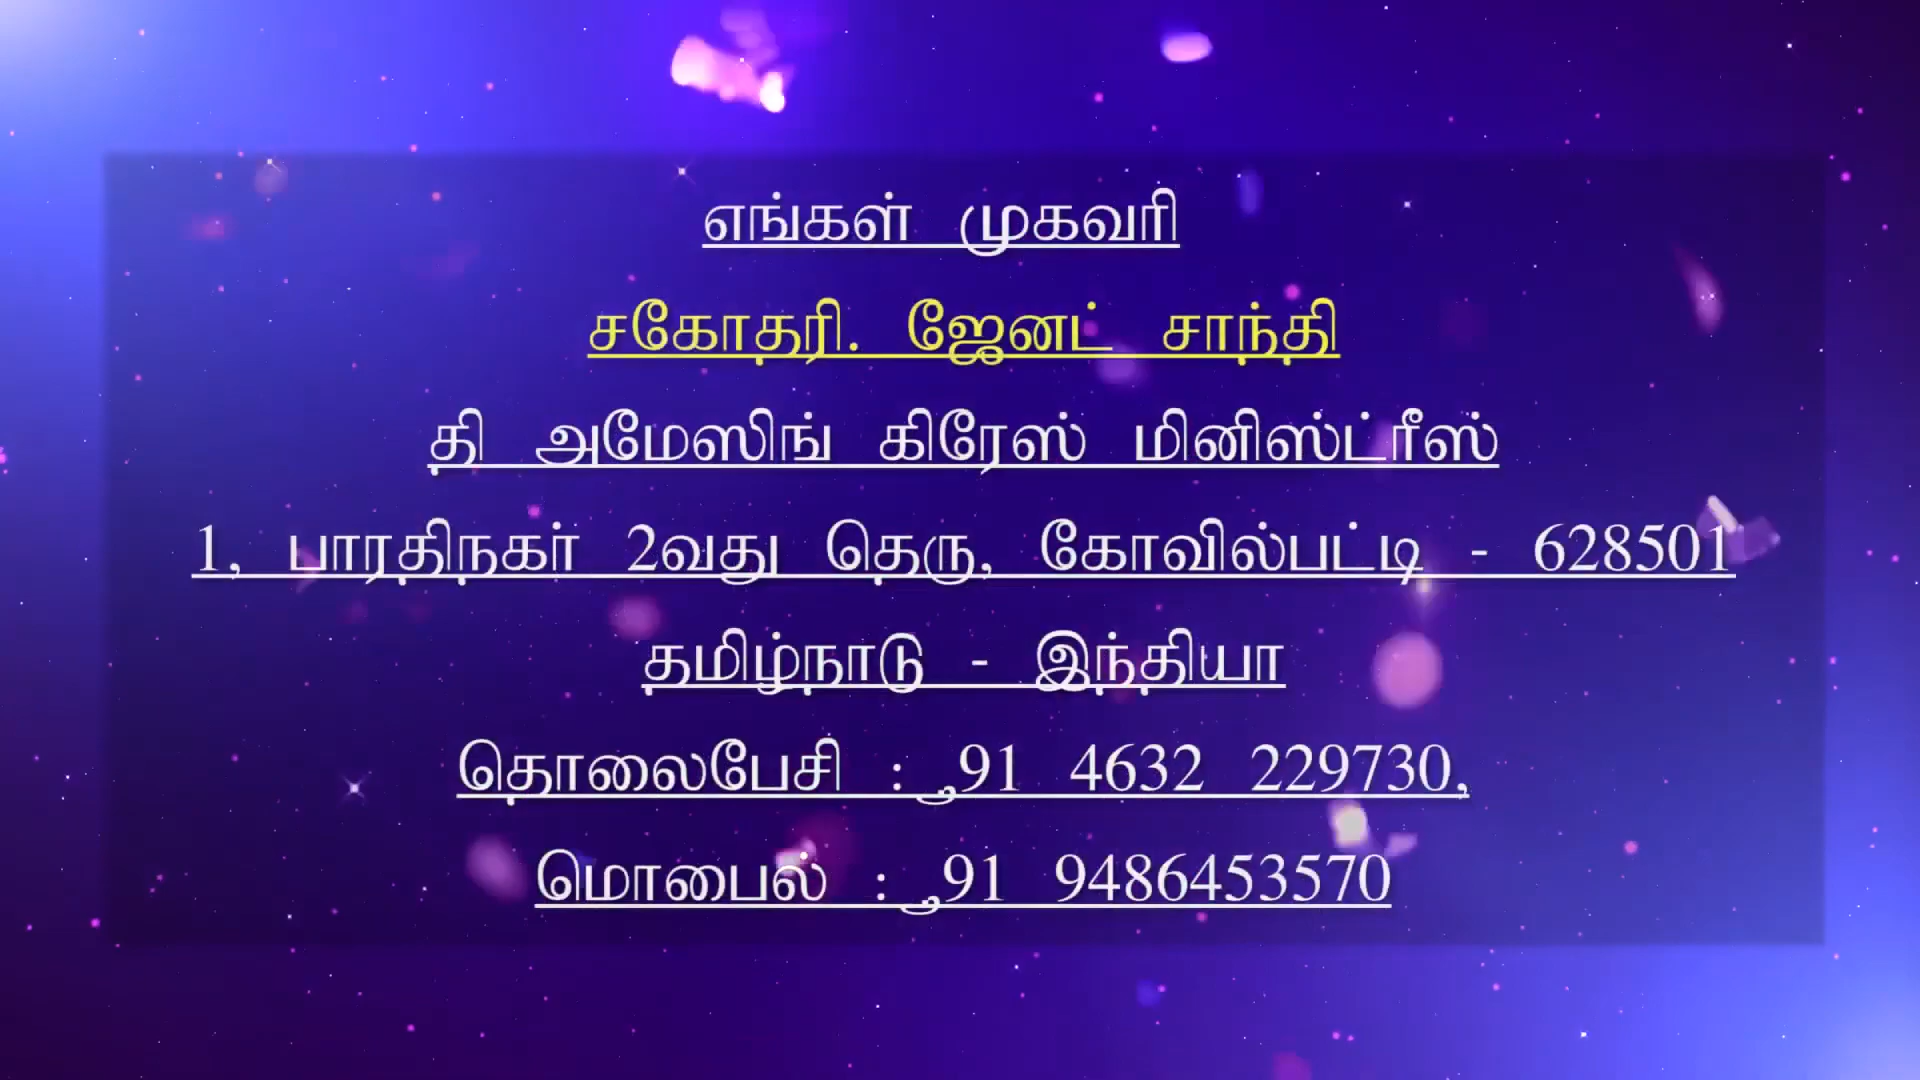 எங்கள் முகவரி
சகோதரி. ஜேனட் சாந்தி
தி அமேஸிங் கிரேஸ் மினிஸ்ட்ரீஸ்
1, பாரதிநகர் 2வது தெரு, கோவில்பட்டி - 628501
தமிழ்நாடு - இந்தியா
தொலைபேசி : ு91 4632 229730,
மொபைல் : ு91 9486453570